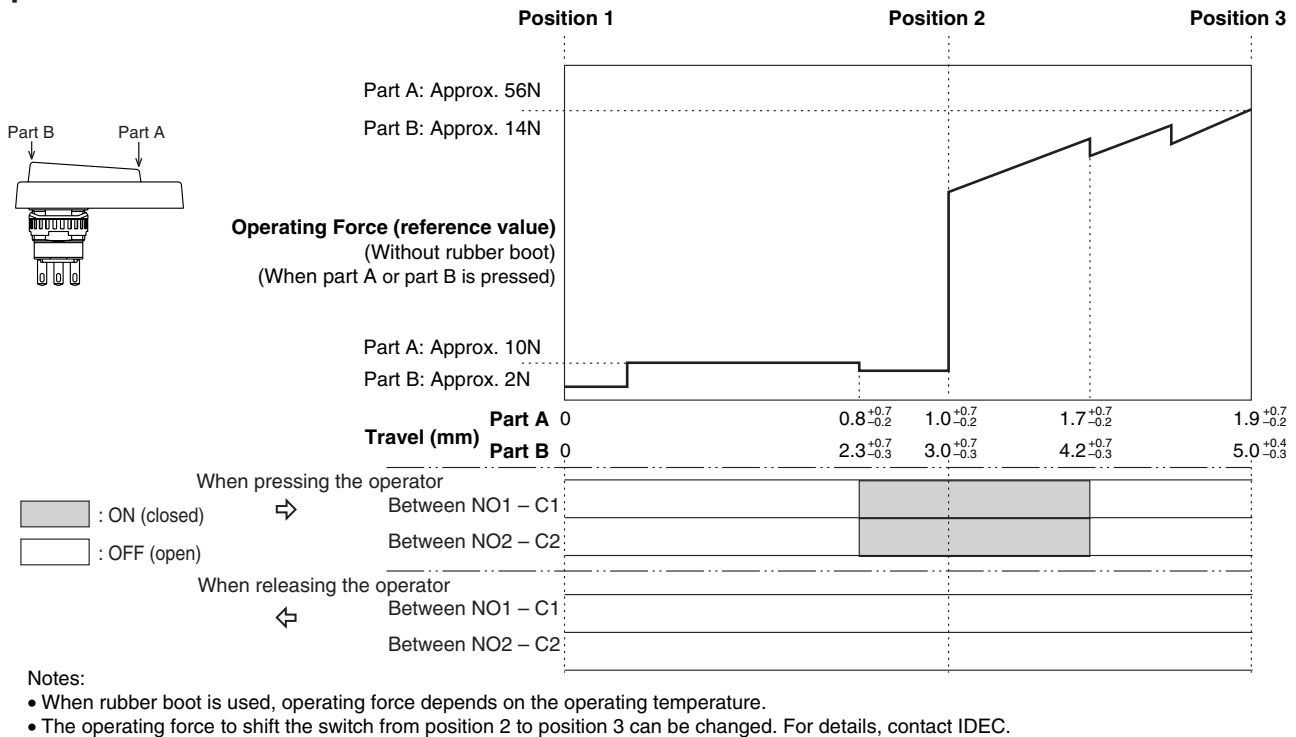 Position 1 Position 2 Position 3
Part A: Approx. 56N
Part B: Approx. 14N
Part B Part A
Operating Force (reference value)
(Without rubber boot)
(When part A or part B is pressed)
Part A: Approx. 10N
Part B: Approx. 2N
Travel (mm)
Part A 0 0.8 +0.7 −0.2 1.0 +0.7 −0.2 1.7 +0.7 −0.2 1.9 +0.7 −0.2
Part B 0 2.3 +0.7 −0.3 3.0 +0.7 −0.3 4.2 +0.7 −0.3 5.0 +0.4 −0.3
When pressing the operator
Between NO1 – C1
Between NO2 – C2
: ON (closed)
: OFF (open)
When releasing the operator
Between NO1 – C1
Between NO2 – C2
Notes:
• When rubber boot is used, operating force depends on the operating temperature.
• The operating force to shift the switch from position 2 to position 3 can be changed. For details, contact IDEC.